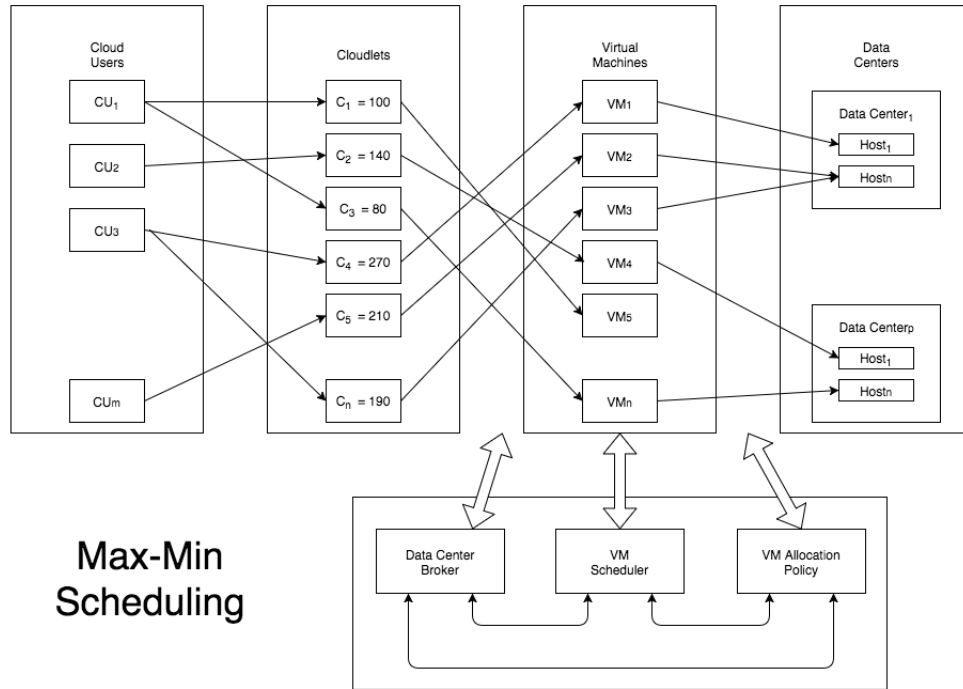 Cloud
Users
CU₁
CU₂
CU₃
CUₘ
Cloudlets
C₁ = 100
C₂ = 140
C₃ = 80
C₄ = 270
C₅ = 210
Cₙ = 190
Virtual
Machines
VM₁
VM₂
VM₃
VM₄
VM₅
VMₙ
Data
Centers
Data Center₁
Host₁
Hostₙ
Data Centerₚ
Host₁
Hostₙ
Max-Min
Scheduling
Data Center
Broker
VM
Scheduler
VM Allocation
Policy